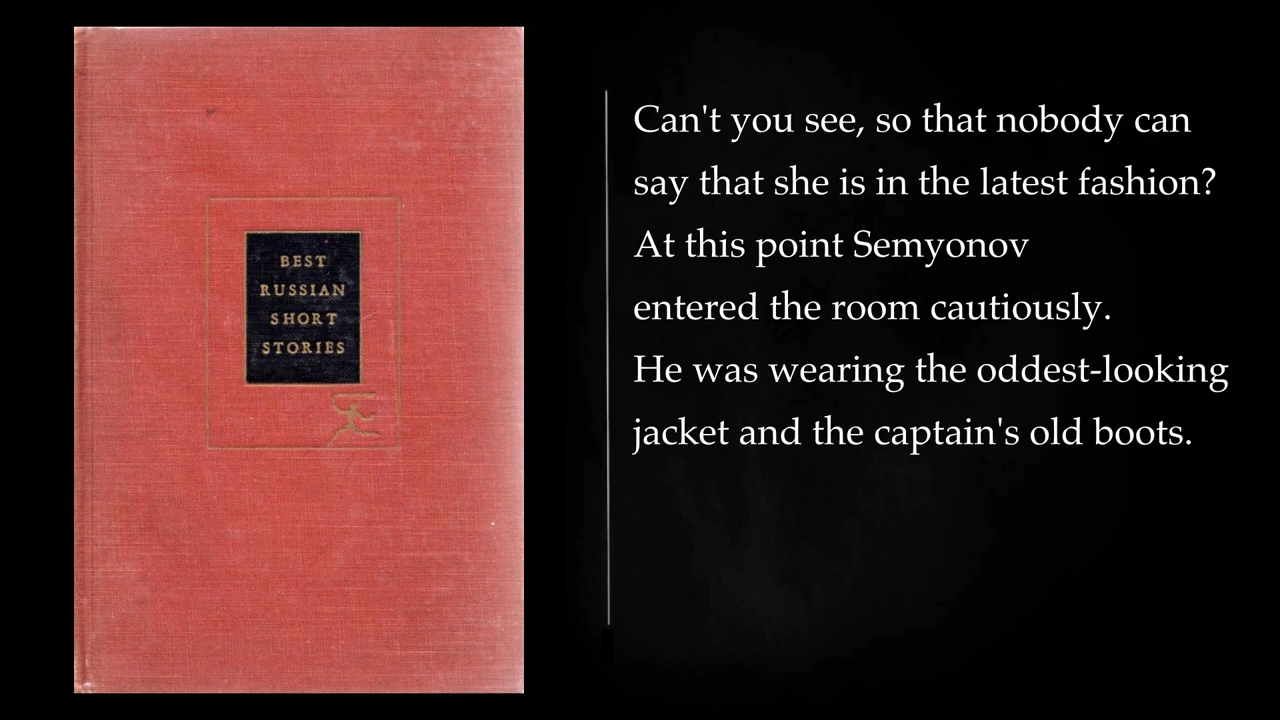 BEST
RUSSIAN
SHORT
STORIES
Can't you see, so that nobody can
say that she is in the latest fashion?
At this point Semyonov
entered the room cautiously.
He was wearing the oddest-looking
jacket and the captain's old boots.